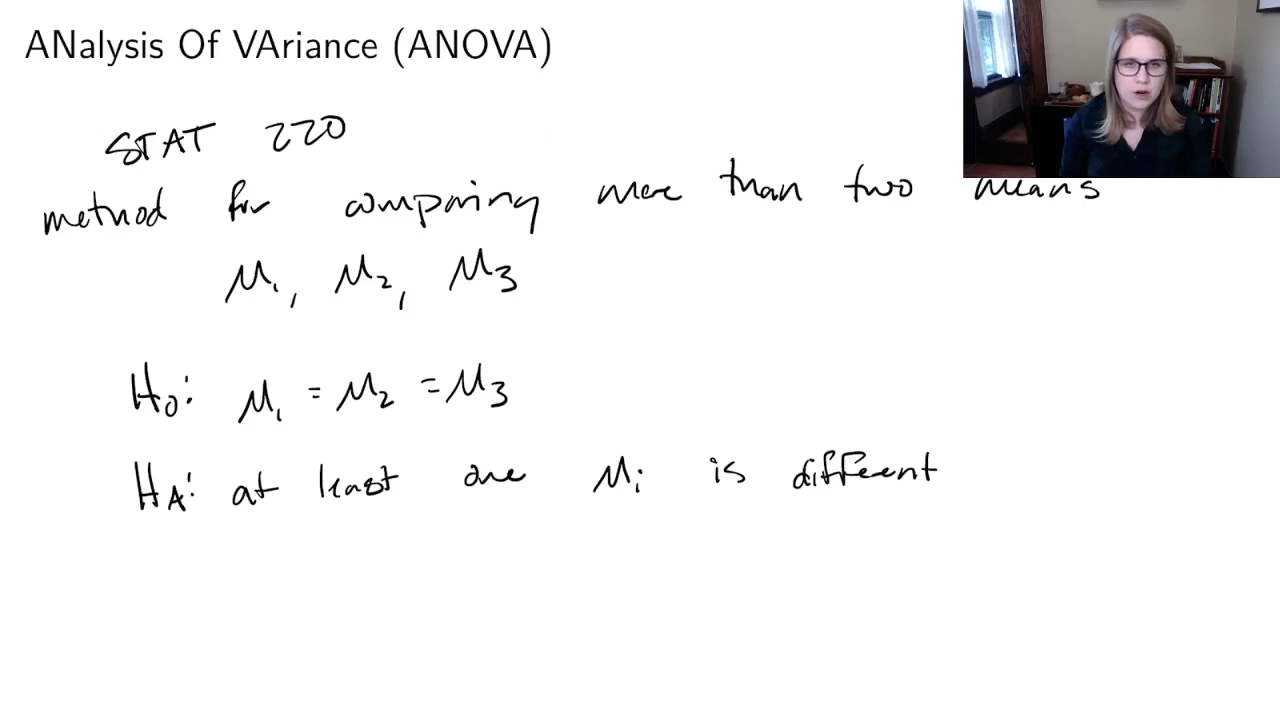 ANalysis Of VAriance (ANOVA)
STAT 220
method for comparing more than two means
μ₁, μ₂, μ₃
H₀: μ₁ = μ₂ = μ₃
H_A: at least one μᵢ is different